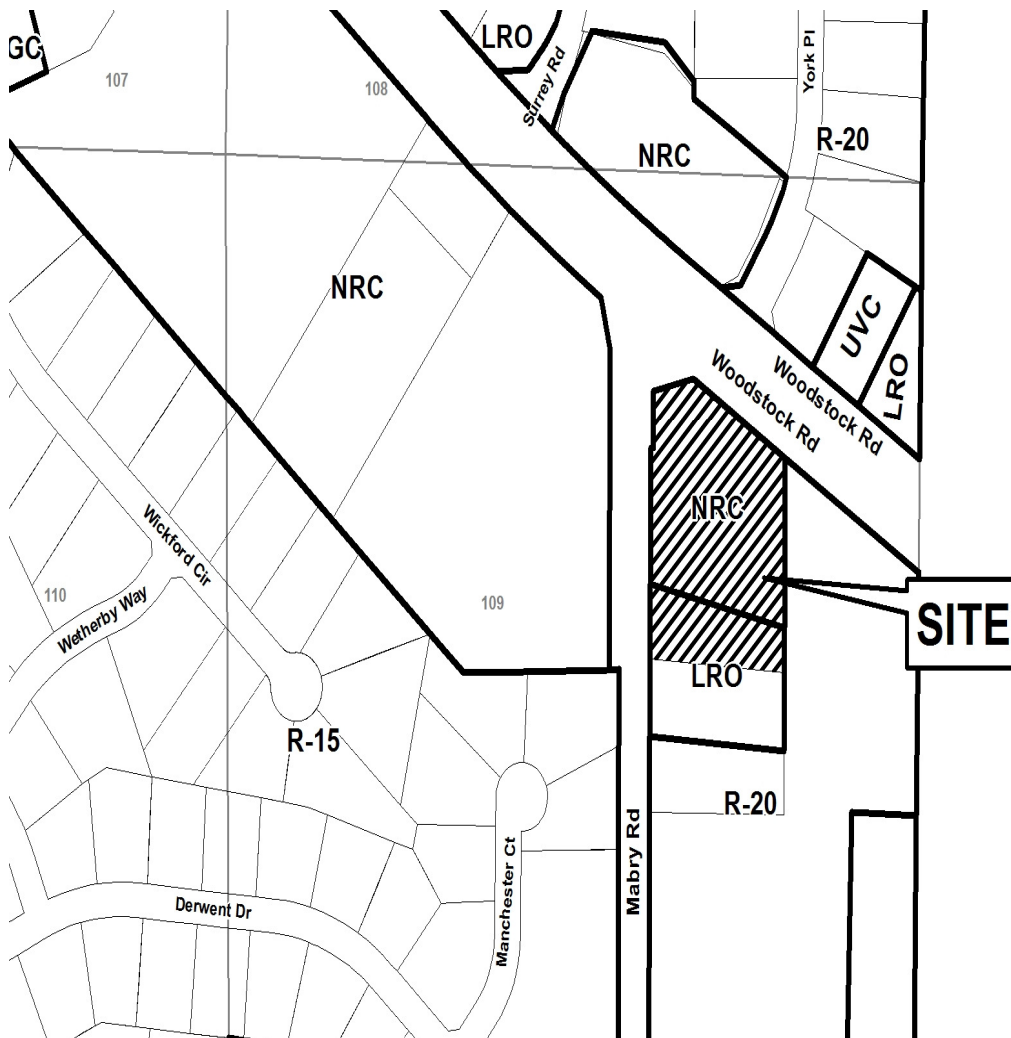 GC
LRO
Surrey Rd
York Pl
107
108
R-20
NRC
NRC
UVC
LRO
Woodstock Rd
Woodstock Rd
NRC
Wickford Cir
110
Wetherby Way
109
SITE
LRO
R-15
R-20
Mabry Rd
Manchester Ct
Derwent Dr